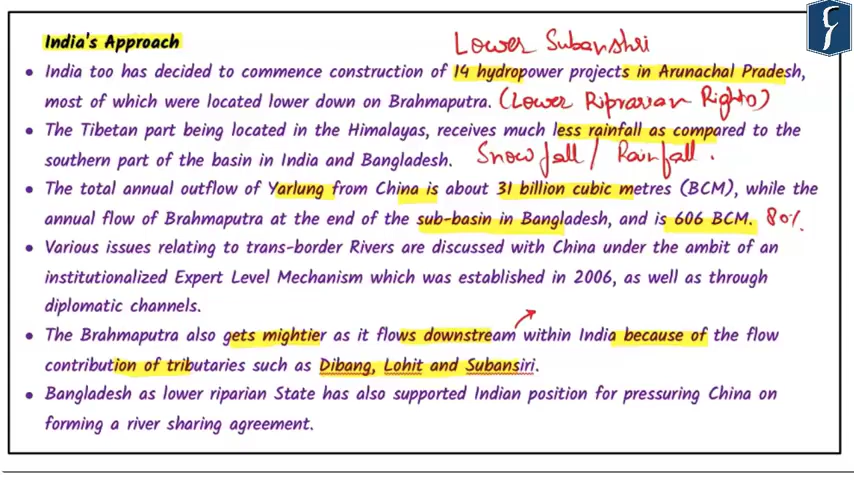 India's Approach
Lower Subanshri
• India too has decided to commence construction of 14 hydropower projects in Arunachal Pradesh,
most of which were located lower down on Brahmaputra. (Lower Riprarian Rights)
• The Tibetan part being located in the Himalayas, receives much less rainfall as compared to the
southern part of the basin in India and Bangladesh. Snowfall / Rainfall.
• The total annual outflow of Yarlung from China is about 31 billion cubic metres (BCM), while the
annual flow of Brahmaputra at the end of the sub-basin in Bangladesh, and is 606 BCM. 80%
• Various issues relating to trans-border Rivers are discussed with China under the ambit of an
institutionalized Expert Level Mechanism which was established in 2006, as well as through
diplomatic channels.
• The Brahmaputra also gets mightier as it flows downstream within India because of the flow
contribution of tributaries such as Dibang, Lohit and Subansiri.
• Bangladesh as lower riparian State has also supported Indian position for pressuring China on
forming a river sharing agreement.